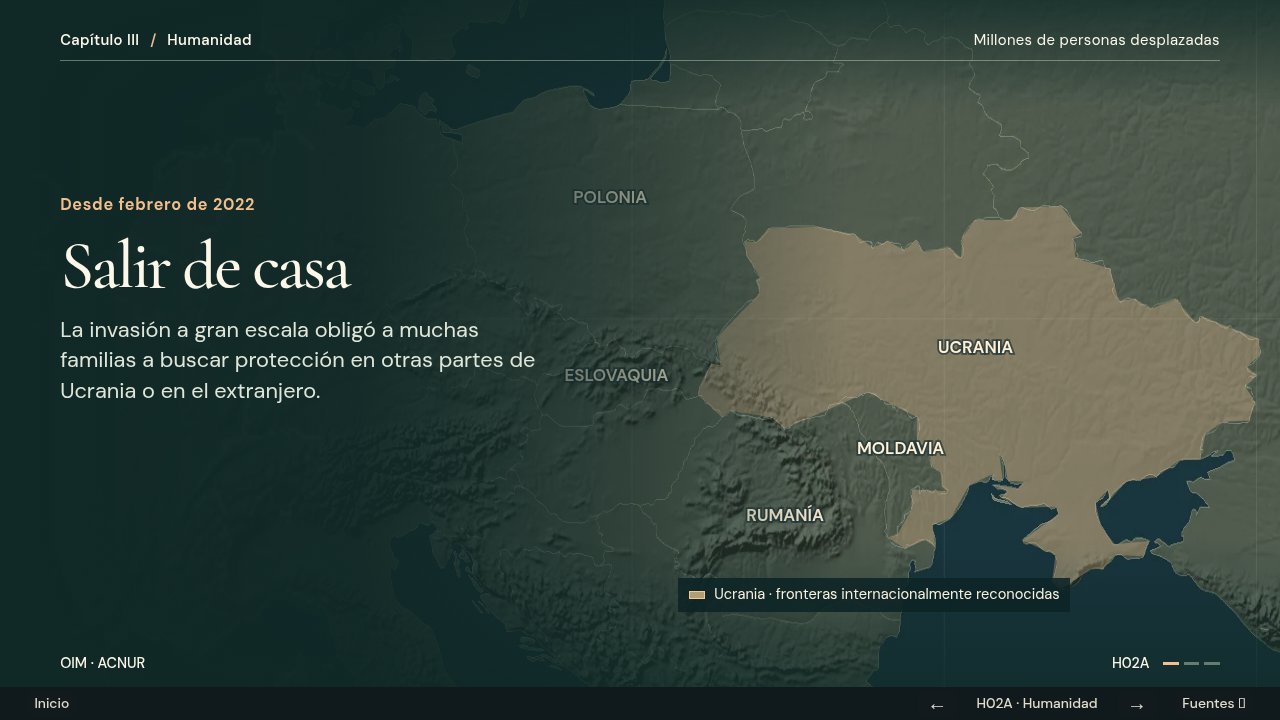 Capítulo III / Humanidad
Millones de personas desplazadas
Desde febrero de 2022
Salir de casa
La invasión a gran escala obligó a muchas
familias a buscar protección en otras partes de
Ucrania o en el extranjero.
POLONIA
UCRANIA
ESLOVAQUIA
MOLDAVIA
RUMANÍA
Ucrania · fronteras internacionalmente reconocidas
OIM · ACNUR
H02A
Inicio
← H02A · Humanidad →
Fuentes